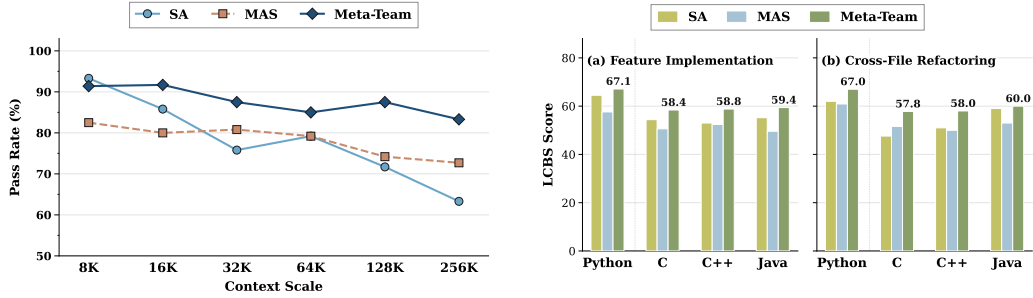 SA MAS Meta-Team
100
90
80
70
60
50
Pass Rate (%)
8K 16K 32K 64K 128K 256K
Context Scale
SA MAS Meta-Team
80
60
40
20
0
LCBS Score
(a) Feature Implementation
67.1 58.4 58.8 59.4
Python C C++ Java
(b) Cross-File Refactoring
67.0 57.8 58.0 60.0
Python C C++ Java